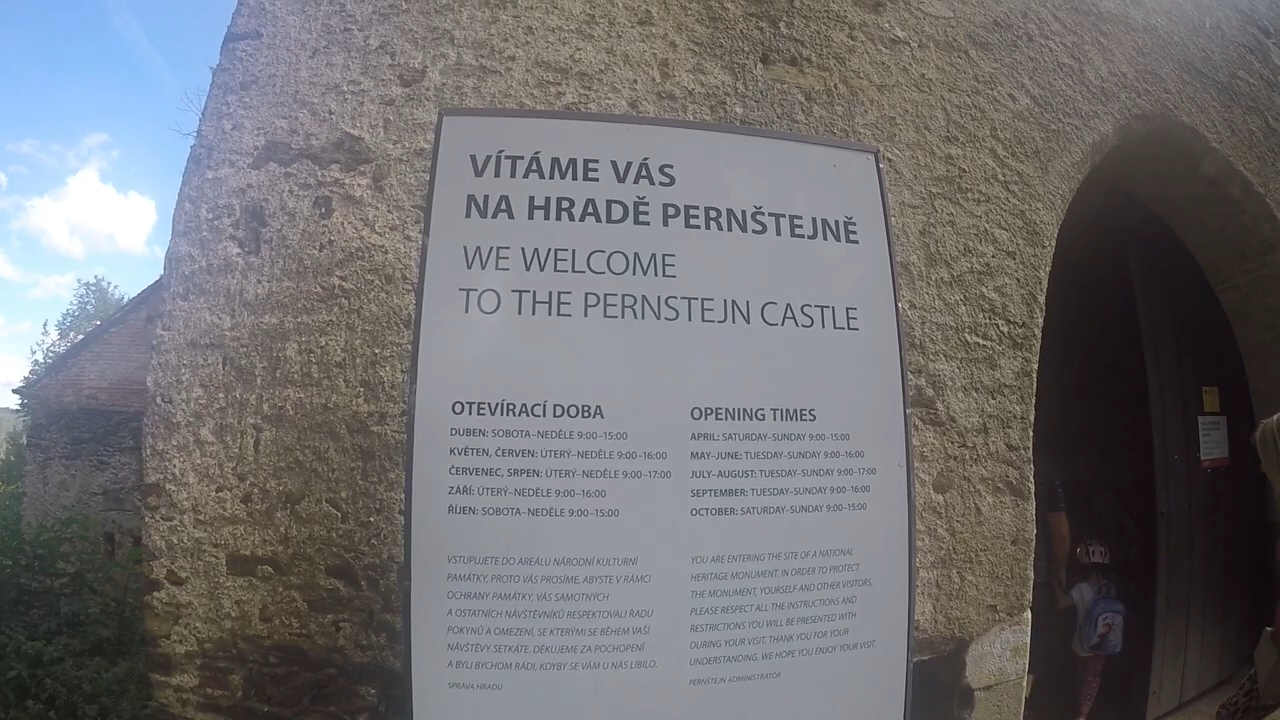 VÍTÁME VÁS
NA HRADĚ PERNŠTEJNĚ
WE WELCOME
TO THE PERNSTEJN CASTLE
OTEVÍRACÍ DOBA
DUBEN: SOBOTA–NEDĚLE 9:00–15:00
KVĚTEN, ČERVEN: ÚTERÝ–NEDĚLE 9:00–16:00
ČERVENEC, SRPEN: ÚTERÝ–NEDĚLE 9:00–17:00
ZÁŘÍ: ÚTERÝ–NEDĚLE 9:00–16:00
ŘÍJEN: SOBOTA–NEDĚLE 9:00–15:00
OPENING TIMES
APRIL: SATURDAY–SUNDAY 9:00–15:00
MAY–JUNE: TUESDAY–SUNDAY 9:00–16:00
JULY–AUGUST: TUESDAY–SUNDAY 9:00–17:00
SEPTEMBER: TUESDAY–SUNDAY 9:00–16:00
OCTOBER: SATURDAY–SUNDAY 9:00–15:00
VSTUPUJETE DO AREÁLU NÁRODNÍ KULTURNÍ
PAMÁTKY, PROTO VÁS PROSÍME, ABYSTE V RÁMCI
OCHRANY PAMÁTKY, VÁS SAMOTNÝCH
A OSTATNÍCH NÁVŠTĚVNÍKŮ RESPEKTOVALI ŘADU
POKYNŮ A OMEZENÍ, SE KTERÝMI SE BĚHEM VAŠÍ
NÁVŠTĚVY SETKÁTE. DĚKUJEME ZA POCHOPENÍ
A BYLI BYCHOM RÁDI, KDYBY SE VÁM U NÁS LÍBILO.
SPRÁVA HRADU
YOU ARE ENTERING THE SITE OF A NATIONAL
HERITAGE MONUMENT. IN ORDER TO PROTECT
THE MONUMENT, YOURSELF AND OTHER VISITORS,
PLEASE RESPECT ALL THE INSTRUCTIONS AND
RESTRICTIONS YOU WILL BE PRESENTED WITH
DURING YOUR VISIT. THANK YOU FOR YOUR
UNDERSTANDING. WE HOPE YOU ENJOY YOUR VISIT.
PERNŠTEJN ADMINISTRATOR